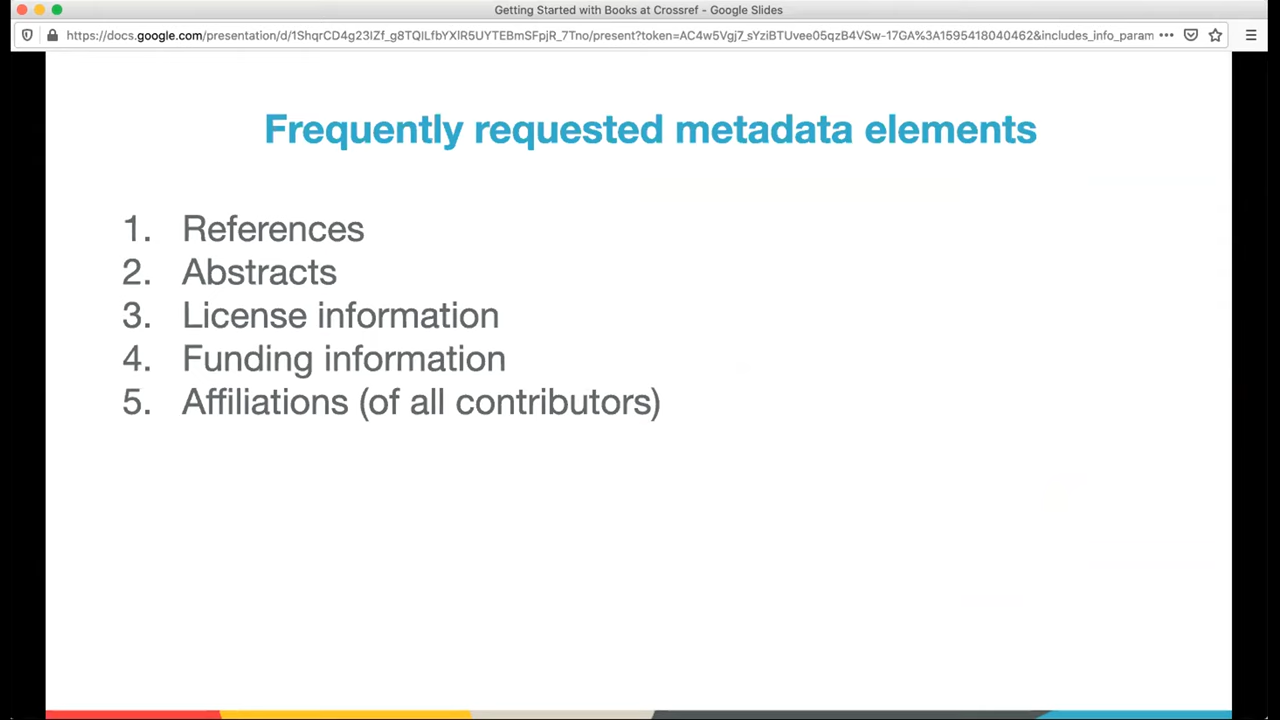 Getting Started with Books at Crossref - Google Slides
https://docs.google.com/presentation/d/1ShqrCD4g23IZf_g8TQILfbYXlR5UYTEBmSFpjR_7Tno/present?token=AC4w5Vgj7_sYziBTUvee05qzB4VSw-17GA%3A1595418040462&includes_info_param
Frequently requested metadata elements
1. References
2. Abstracts
3. License information
4. Funding information
5. Affiliations (of all contributors)